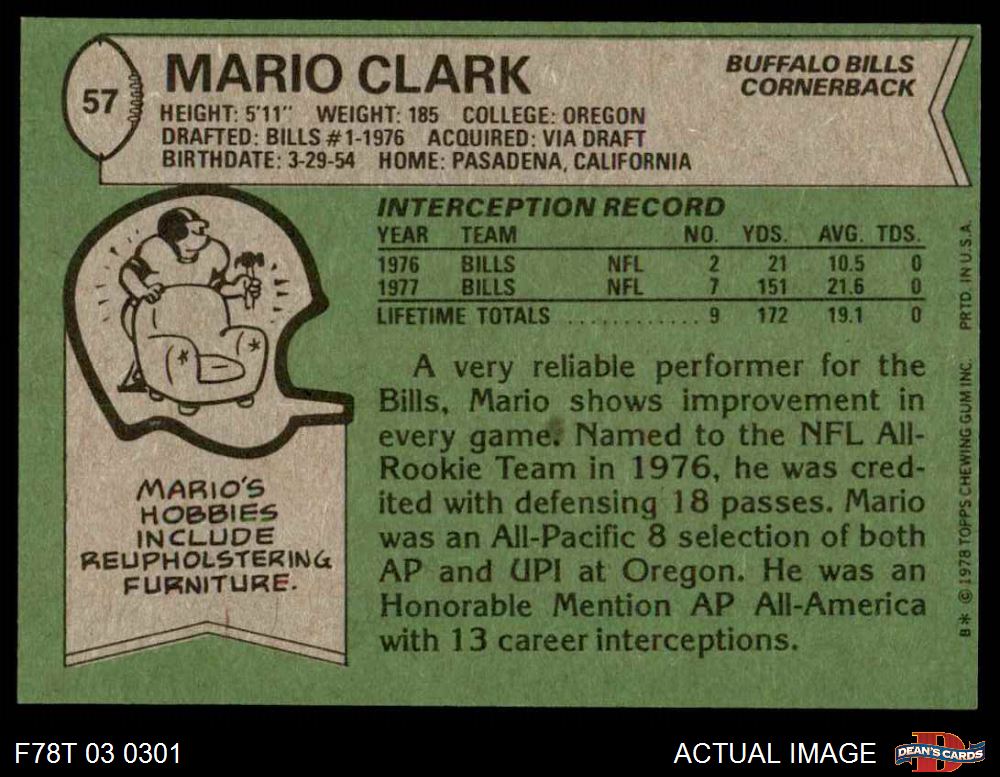 57
MARIO CLARK
BUFFALO BILLS
CORNERBACK
HEIGHT: 5'11" WEIGHT: 185 COLLEGE: OREGON
DRAFTED: BILLS #1-1976 ACQUIRED: VIA DRAFT
BIRTHDATE: 3-29-54 HOME: PASADENA, CALIFORNIA
INTERCEPTION RECORD
YEAR TEAM NO. YDS. AVG. TDS.
1976 BILLS NFL 2 21 10.5 0
1977 BILLS NFL 7 151 21.6 0
LIFETIME TOTALS ............ 9 172 19.1 0
A very reliable performer for the
Bills, Mario shows improvement in
every game. Named to the NFL All-
Rookie Team in 1976, he was cred-
ited with defensing 18 passes. Mario
was an All-Pacific 8 selection of both
AP and UPI at Oregon. He was an
Honorable Mention AP All-America
with 13 career interceptions.
MARIO'S
HOBBIES
INCLUDE
REUPHOLSTERING
FURNITURE.
B* © 1978 TOPPS CHEWING GUM INC. PRTD. IN U.S.A.
F78T 03 0301
ACTUAL IMAGE
D
DEAN'S CARDS